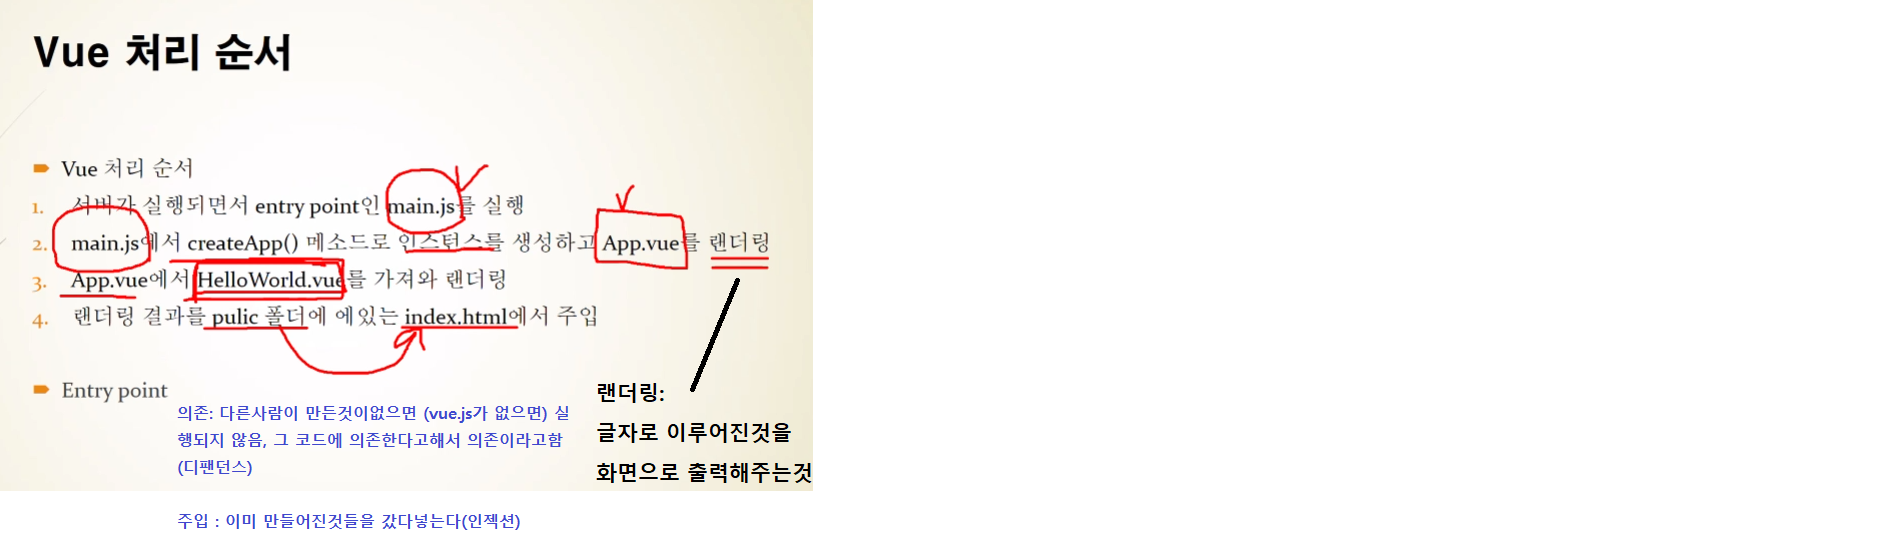 Vue 처리 순서
Vue 처리 순서
1. 서버가 실행되면서 entry point인 main.js를 실행
2. main.js에서 createApp() 메소드로 인스턴스를 생성하고 App.vue를 랜더링
3. App.vue에서 HelloWorld.vue를 가져와 랜더링
4. 랜더링 결과를 pulic 폴더에 에있는 index.html에서 주입
Entry point
의존: 다른사람이 만든것이없으면 (vue.js가 없으면) 실
행되지 않음, 그 코드에 의존한다고해서 의존이라고함
(디팬던스)
랜더링:
글자로 이루어진것을
화면으로 출력해주는것
주입 : 이미 만들어진것들을 갔다넣는다(인젝션)